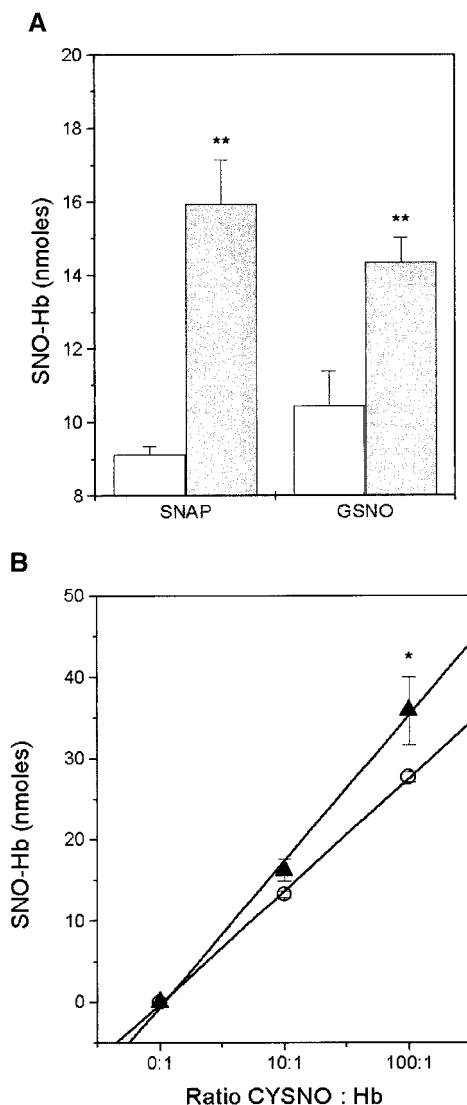 A
SNO-Hb (nmoles)
20
18
16
14
12
10
8
**
**
SNAP
GSNO
B
SNO-Hb (nmoles)
50
40
30
20
10
0
*
0:1
10:1
100:1
Ratio CYSNO : Hb